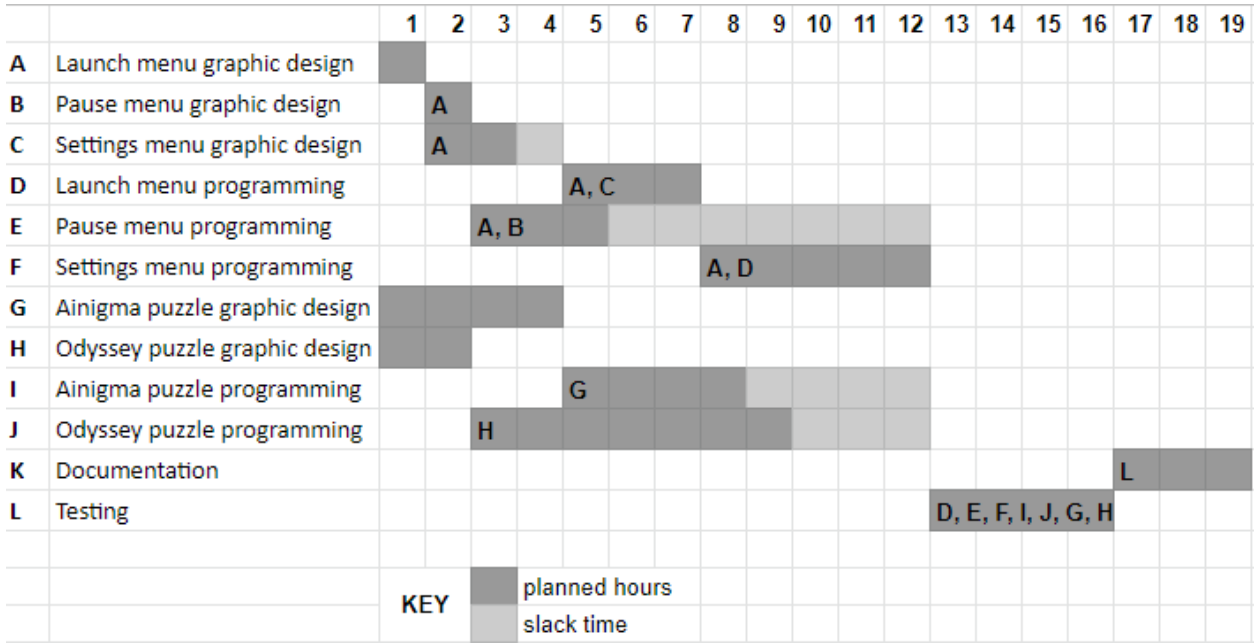 1 2 3 4 5 6 7 8 9 10 11 12 13 14 15 16 17 18 19
A Launch menu graphic design
B Pause menu graphic design A
C Settings menu graphic design A
D Launch menu programming A, C
E Pause menu programming A, B
F Settings menu programming A, D
G Ainigma puzzle graphic design
H Odyssey puzzle graphic design
I Ainigma puzzle programming G
J Odyssey puzzle programming H
K Documentation L
L Testing D, E, F, I, J, G, H
KEY planned hours
slack time